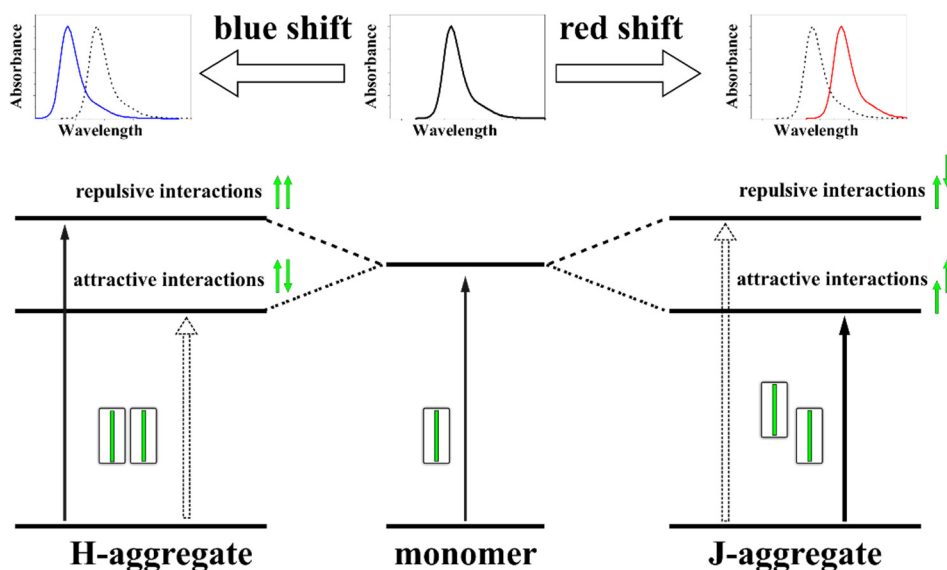 blue shift
red shift
Absorbance
Wavelength
Absorbance
Wavelength
Absorbance
Wavelength
repulsive interactions
repulsive interactions
attractive interactions
attractive interactions
H-aggregate
monomer
J-aggregate